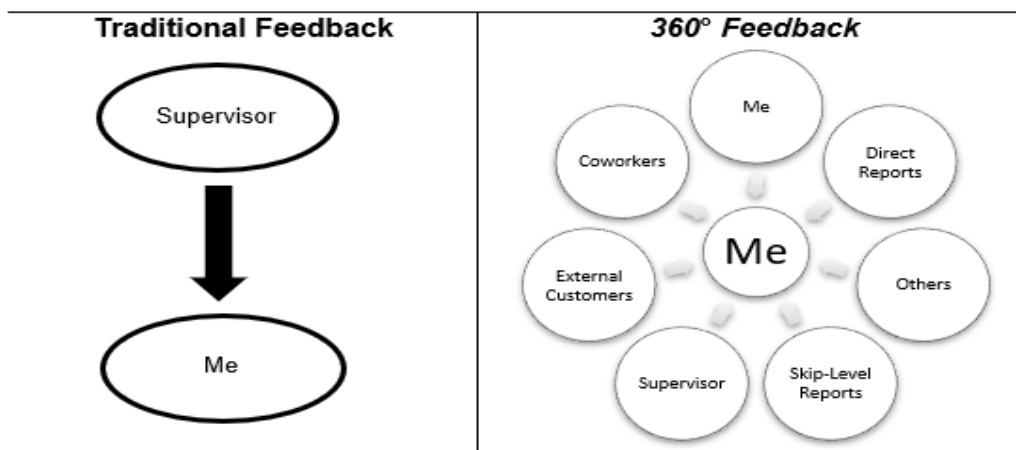 Traditional Feedback
Supervisor
Me
360° Feedback
Me
Direct
Reports
Others
Skip-Level
Reports
Supervisor
External
Customers
Coworkers
Me